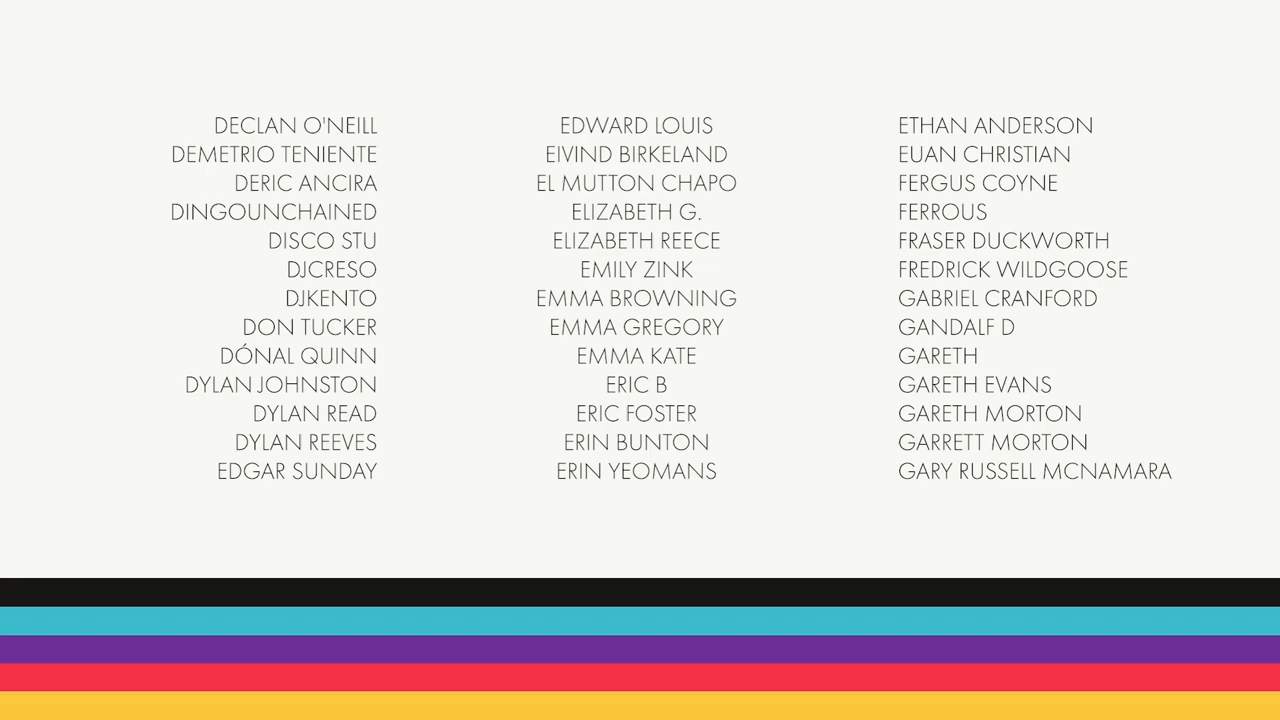 DECLAN O'NEILL
DEMETRIO TENIENTE
DERIC ANCIRA
DINGOUNCHAINED
DISCO STU
DJCRESO
DJKENTO
DON TUCKER
DÓNAL QUINN
DYLAN JOHNSTON
DYLAN READ
DYLAN REEVES
EDGAR SUNDAY
EDWARD LOUIS
EIVIND BIRKELAND
EL MUTTON CHAPO
ELIZABETH G.
ELIZABETH REECE
EMILY ZINK
EMMA BROWNING
EMMA GREGORY
EMMA KATE
ERIC B
ERIC FOSTER
ERIN BUNTON
ERIN YEOMANS
ETHAN ANDERSON
EUAN CHRISTIAN
FERGUS COYNE
FERROUS
FRASER DUCKWORTH
FREDRICK WILDGOOSE
GABRIEL CRANFORD
GANDALF D
GARETH
GARETH EVANS
GARETH MORTON
GARRETT MORTON
GARY RUSSELL MCNAMARA